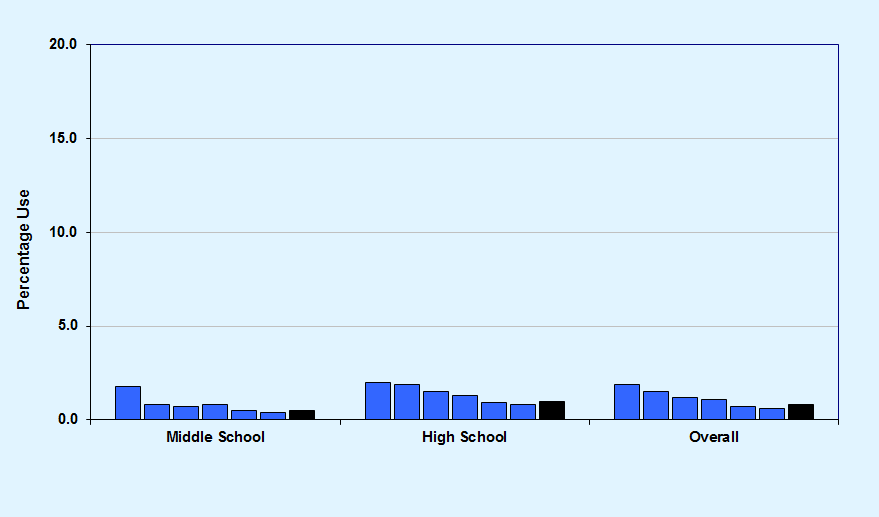 20.0
15.0
10.0
5.0
0.0
Percentage Use
Middle School
High School
Overall